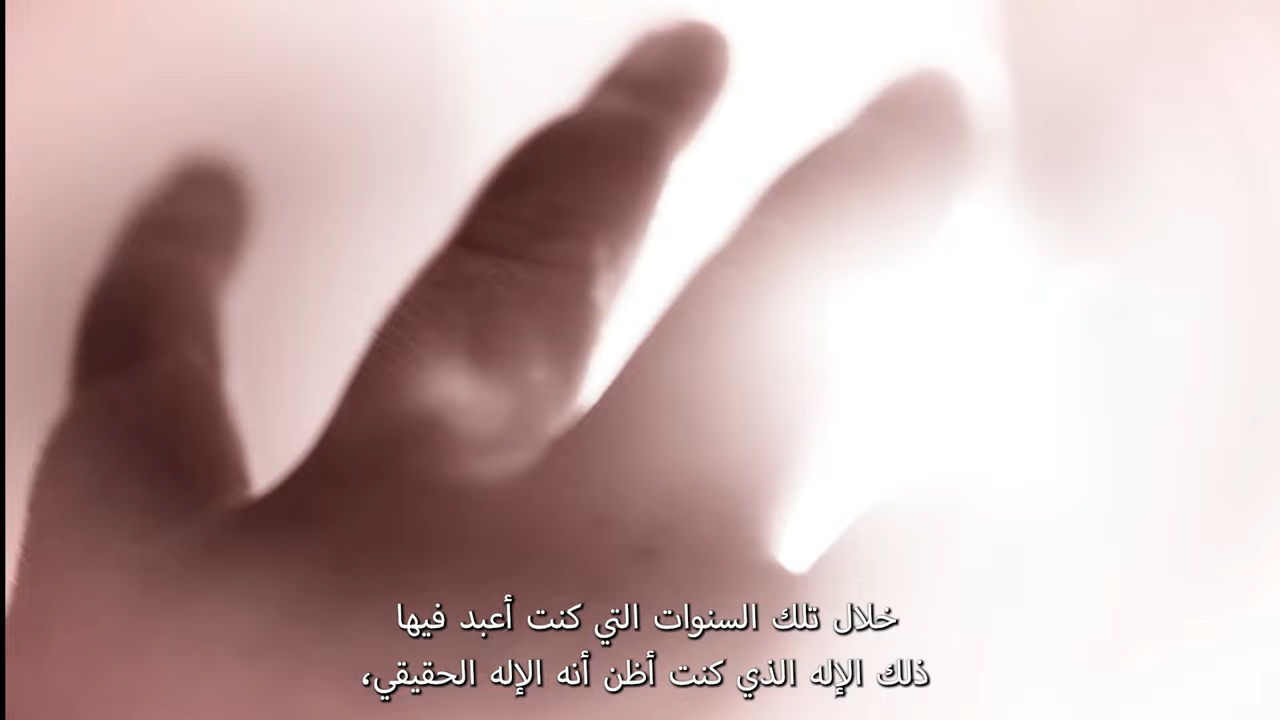 خلال تلك السنوات التي كنت أعبد فيها
ذلك الإله الذي كنت أظن أنه الإله الحقيقي،